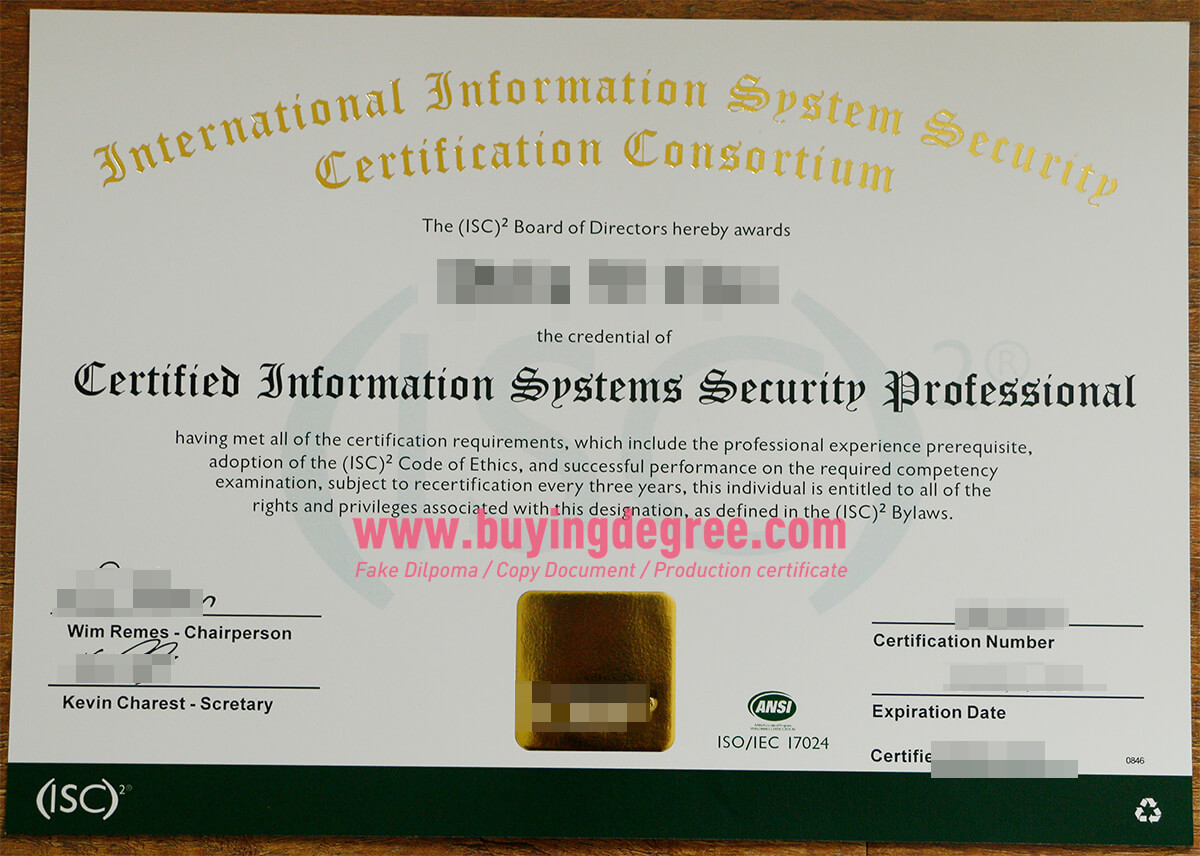 International Information System Security
Certification Consortium
The (ISC)² Board of Directors hereby awards
the credential of
(ISC)²®
Certified Information Systems Security Professional
having met all of the certification requirements, which include the professional experience prerequisite,
adoption of the (ISC)² Code of Ethics, and successful performance on the required competency
examination, subject to recertification every three years, this individual is entitled to all of the
rights and privileges associated with this designation, as defined in the (ISC)² Bylaws.
www.buyingdegree.com
Fake Dilpoma / Copy Document / Production certificate
Wim Remes - Chairperson
Certification Number
Kevin Charest - Scretary
Expiration Date
ANSI
ISO/IEC 17024
Certifie
0846
(ISC)²®